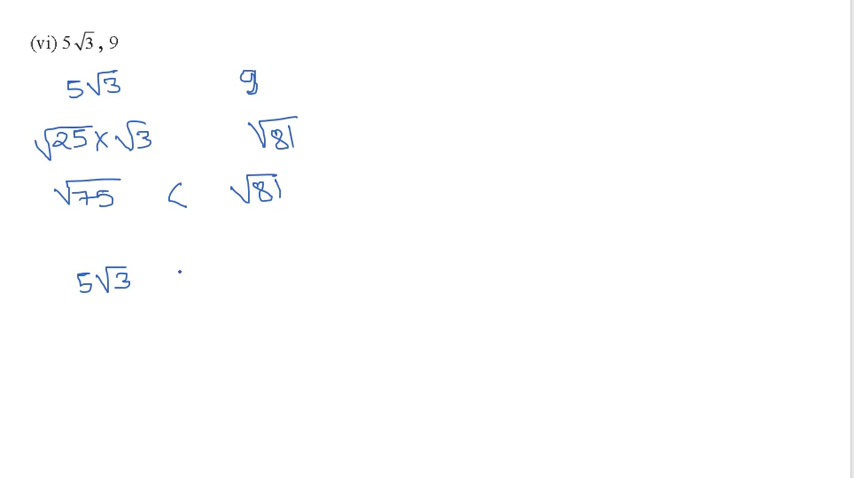 (vi) 5√3 , 9
5√3 9
√25 × √3 √81
√75 < √81
5√3